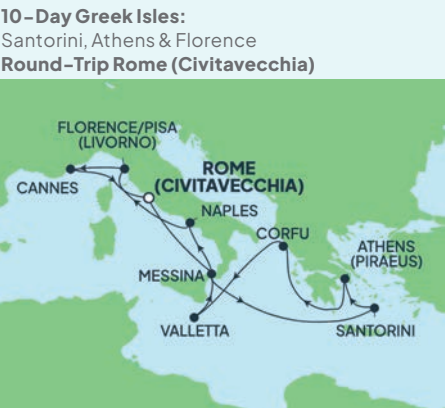 10-Day Greek Isles:
Santorini, Athens & Florence
Round-Trip Rome (Civitavecchia)
FLORENCE/PISA
(LIVORNO)
CANNES
ROME
(CIVITAVECCHIA)
NAPLES
CORFU
ATHENS
(PIRAEUS)
MESSINA
VALLETTA
SANTORINI